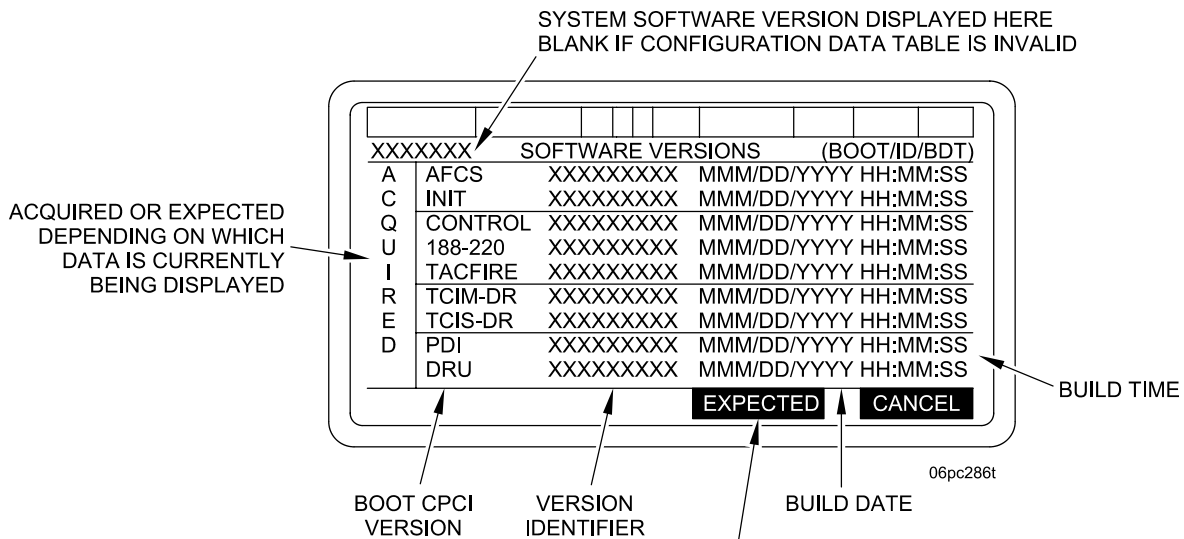 SYSTEM SOFTWARE VERSION DISPLAYED HERE
BLANK IF CONFIGURATION DATA TABLE IS INVALID
XXXXXXX SOFTWARE VERSIONS (BOOT/ID/BDT)
A AFCS XXXXXXXXX MMM/DD/YYYY HH:MM:SS
C INIT XXXXXXXXX MMM/DD/YYYY HH:MM:SS
Q CONTROL XXXXXXXXX MMM/DD/YYYY HH:MM:SS
U 188-220 XXXXXXXXX MMM/DD/YYYY HH:MM:SS
I TACFIRE XXXXXXXXX MMM/DD/YYYY HH:MM:SS
R TCIM-DR XXXXXXXXX MMM/DD/YYYY HH:MM:SS
E TCIS-DR XXXXXXXXX MMM/DD/YYYY HH:MM:SS
D PDI XXXXXXXXX MMM/DD/YYYY HH:MM:SS
DRU XXXXXXXXX MMM/DD/YYYY HH:MM:SS
EXPECTED CANCEL
ACQUIRED OR EXPECTED
DEPENDING ON WHICH
DATA IS CURRENTLY
BEING DISPLAYED
BUILD TIME
06pc286t
BOOT CPCI
VERSION
VERSION
IDENTIFIER
BUILD DATE